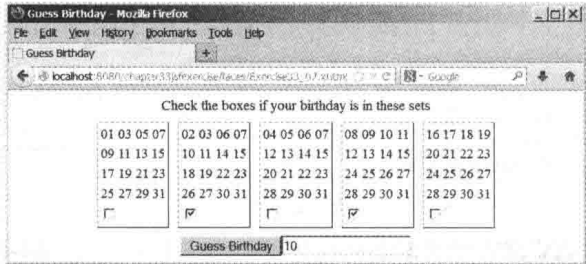 Guess Birthday - Mozilla Firefox
File Edit View History Bookmarks Tools Help
Guess Birthday +
localhost:8080/chapter33jsfexercise/faces/Exercise33_07.xhtml Google
Check the boxes if your birthday is in these sets
01 03 05 07 02 03 06 07 04 05 06 07 08 09 10 11 16 17 18 19
09 11 13 15 10 11 14 15 12 13 14 15 12 13 14 15 20 21 22 23
17 19 21 23 18 19 22 23 20 21 22 23 24 25 26 27 24 25 26 27
25 27 29 31 26 27 30 31 28 29 30 31 28 29 30 31 28 29 30 31
Guess Birthday 10